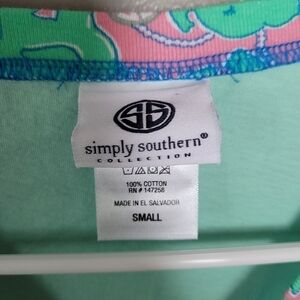 SS
simply southern®
COLLECTION
100% COTTON
RN # 147258
MADE IN EL SALVADOR
SMALL